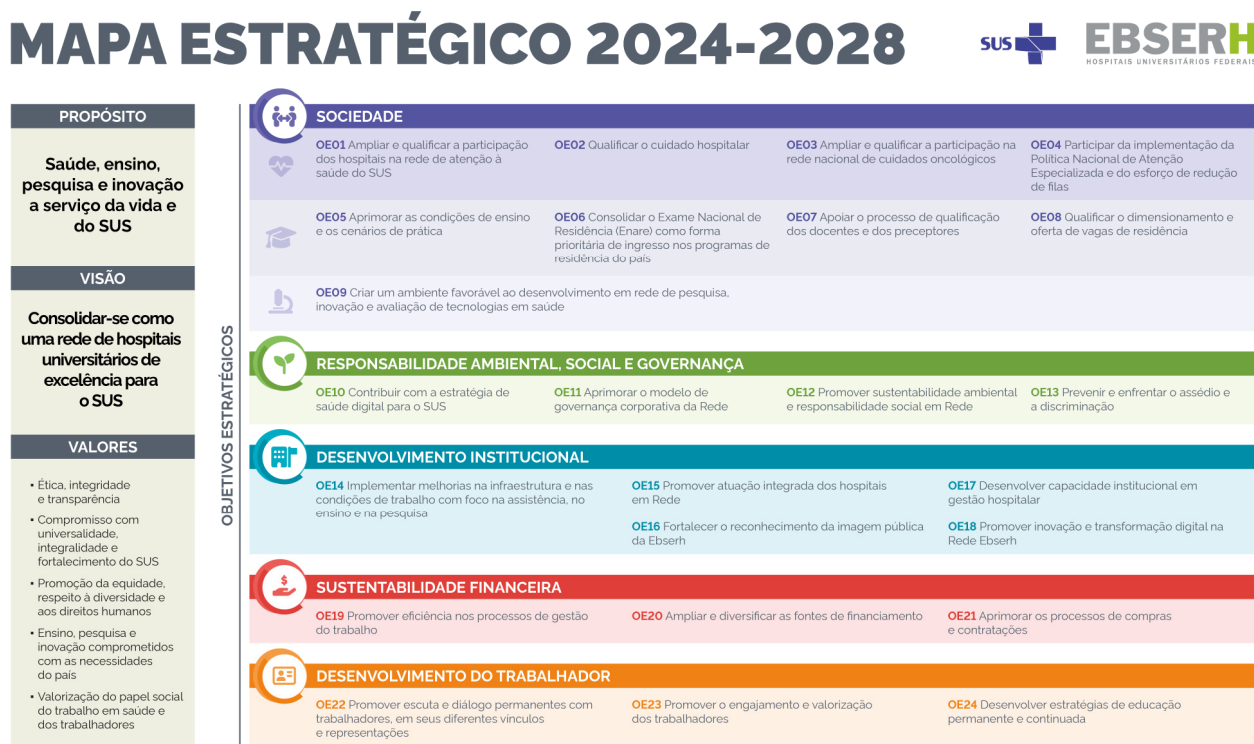 MAPA ESTRATÉGICO 2024-2028
SUS
EBSERH
HOSPITAIS UNIVERSITÁRIOS FEDERAIS
PROPÓSITO
Saúde, ensino,
pesquisa e inovação
a serviço da vida e
do SUS
VISÃO
Consolidar-se como
uma rede de hospitais
universitários de
excelência para
o SUS
VALORES
▪ Ética, integridade
e transparência
▪ Compromisso com
universalidade,
integralidade e
fortalecimento do SUS
▪ Promoção da equidade,
respeito à diversidade e
aos direitos humanos
▪ Ensino, pesquisa e
inovação comprometidos
com as necessidades
do país
▪ Valorização do papel social
do trabalho em saúde e
dos trabalhadores
OBJETIVOS ESTRATÉGICOS
SOCIEDADE
OE01 Ampliar e qualificar a participação
dos hospitais na rede de atenção à
saúde do SUS
OE02 Qualificar o cuidado hospitalar
OE03 Ampliar e qualificar a participação na
rede nacional de cuidados oncológicos
OE04 Participar da implementação da
Política Nacional de Atenção
Especializada e do esforço de redução
de filas
OE05 Aprimorar as condições de ensino
e os cenários de prática
OE06 Consolidar o Exame Nacional de
Residência (Enare) como forma
prioritária de ingresso nos programas de
residência do país
OE07 Apoiar o processo de qualificação
dos docentes e dos preceptores
OE08 Qualificar o dimensionamento e
oferta de vagas de residência
OE09 Criar um ambiente favorável ao desenvolvimento em rede de pesquisa,
inovação e avaliação de tecnologias em saúde
RESPONSABILIDADE AMBIENTAL, SOCIAL E GOVERNANÇA
OE10 Contribuir com a estratégia de
saúde digital para o SUS
OE11 Aprimorar o modelo de
governança corporativa da Rede
OE12 Promover sustentabilidade ambiental
e responsabilidade social em Rede
OE13 Prevenir e enfrentar o assédio e
a discriminação
DESENVOLVIMENTO INSTITUCIONAL
OE14 Implementar melhorias na infraestrutura e nas
condições de trabalho com foco na assistência, no
ensino e na pesquisa
OE15 Promover atuação integrada dos hospitais
em Rede
OE16 Fortalecer o reconhecimento da imagem pública
da Ebserh
OE17 Desenvolver capacidade institucional em
gestão hospitalar
OE18 Promover inovação e transformação digital na
Rede Ebserh
SUSTENTABILIDADE FINANCEIRA
OE19 Promover eficiência nos processos de gestão
do trabalho
OE20 Ampliar e diversificar as fontes de financiamento
OE21 Aprimorar os processos de compras
e contratações
DESENVOLVIMENTO DO TRABALHADOR
OE22 Promover escuta e diálogo permanentes com
trabalhadores, em seus diferentes vínculos
e representações
OE23 Promover o engajamento e valorização
dos trabalhadores
OE24 Desenvolver estratégias de educação
permanente e continuada